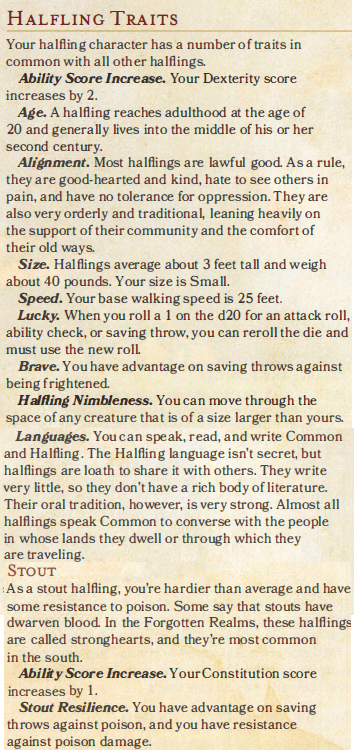 HALFLING TRAITS
Your halfling character has a number of traits in
common with all other halflings.
Ability Score Increase. Your Dexterity score
increases by 2.
Age. A halfling reaches adulthood at the age of
20 and generally lives into the middle of his or her
second century.
Alignment. Most halflings are lawful good. As a rule,
they are good-hearted and kind, hate to see others in
pain, and have no tolerance for oppression. They are
also very orderly and traditional, leaning heavily on
the support of their community and the comfort of
their old ways.
Size. Halflings average about 3 feet tall and weigh
about 40 pounds. Your size is Small.
Speed. Your base walking speed is 25 feet.
Lucky. When you roll a 1 on the d20 for an attack roll,
ability check, or saving throw, you can reroll the die and
must use the new roll.
Brave. You have advantage on saving throws against
being frightened.
Halfling Nimbleness. You can move through the
space of any creature that is of a size larger than yours.
Languages. You can speak, read, and write Common
and Halfling. The Halfling language isn't secret, but
halflings are loath to share it with others. They write
very little, so they don't have a rich body of literature.
Their oral tradition, however, is very strong. Almost all
halflings speak Common to converse with the people
in whose lands they dwell or through which they
are traveling.
STOUT
As a stout halfling, you're hardier than average and have
some resistance to poison. Some say that stouts have
dwarven blood. In the Forgotten Realms, these halflings
are called stronghearts, and they're most common
in the south.
Ability Score Increase. Your Constitution score
increases by 1.
Stout Resilience. You have advantage on saving
throws against poison, and you have resistance
against poison damage.